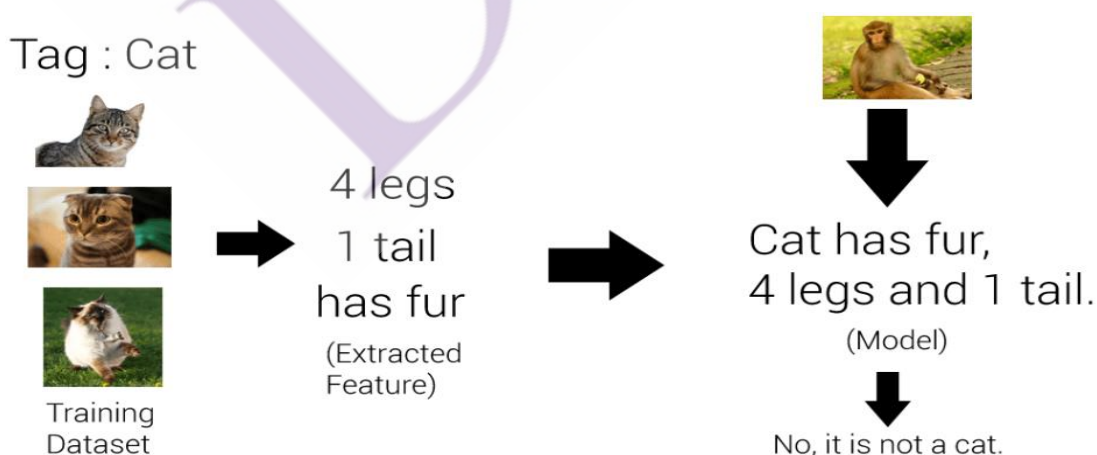 Tag : Cat
Training
Dataset
4 legs
1 tail
has fur
(Extracted
Feature)
Cat has fur,
4 legs and 1 tail.
(Model)
No, it is not a cat.